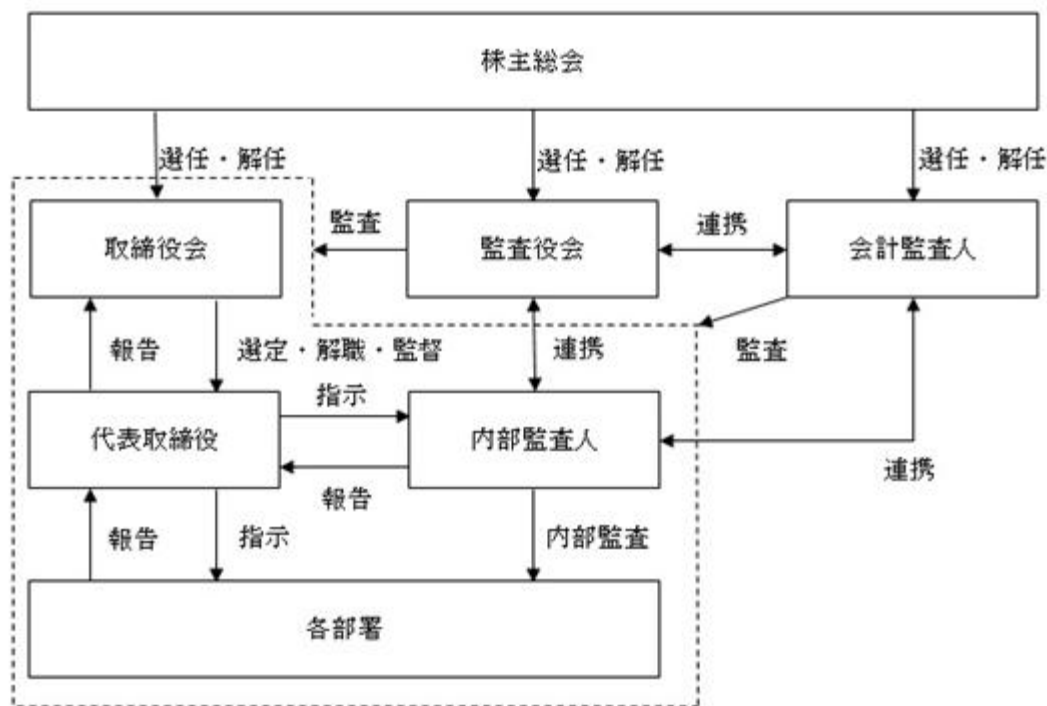 株主総会
選任・解任
選任・解任
選任・解任
取締役会
監査
監査役会
連携
会計監査人
報告
選定・解職・監督
連携
監査
指示
代表取締役
内部監査人
報告
連携
報告
指示
内部監査
各部署